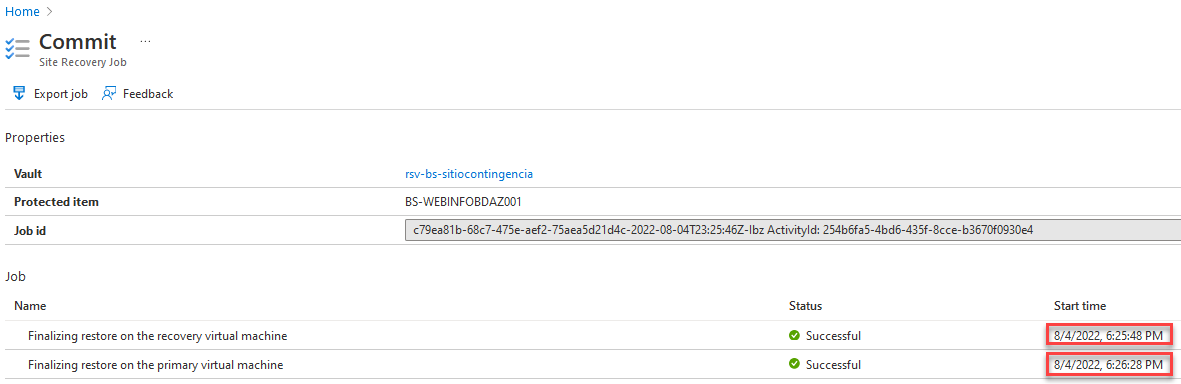 Home
Commit ...
Site Recovery Job
Export job Feedback
Properties
Vault rsv-bs-sitiocontingencia
Protected item BS-WEBINFOBDAZ001
Job id c79ea81b-68c7-475e-aef2-75aea5d21d4c-2022-08-04T23:25:46Z-Ibz ActivityId: 254b6fa5-4bd6-435f-8cce-b3670f0930e4
Job
Name Status Start time
Finalizing restore on the recovery virtual machine Successful 8/4/2022, 6:25:48 PM
Finalizing restore on the primary virtual machine Successful 8/4/2022, 6:26:28 PM